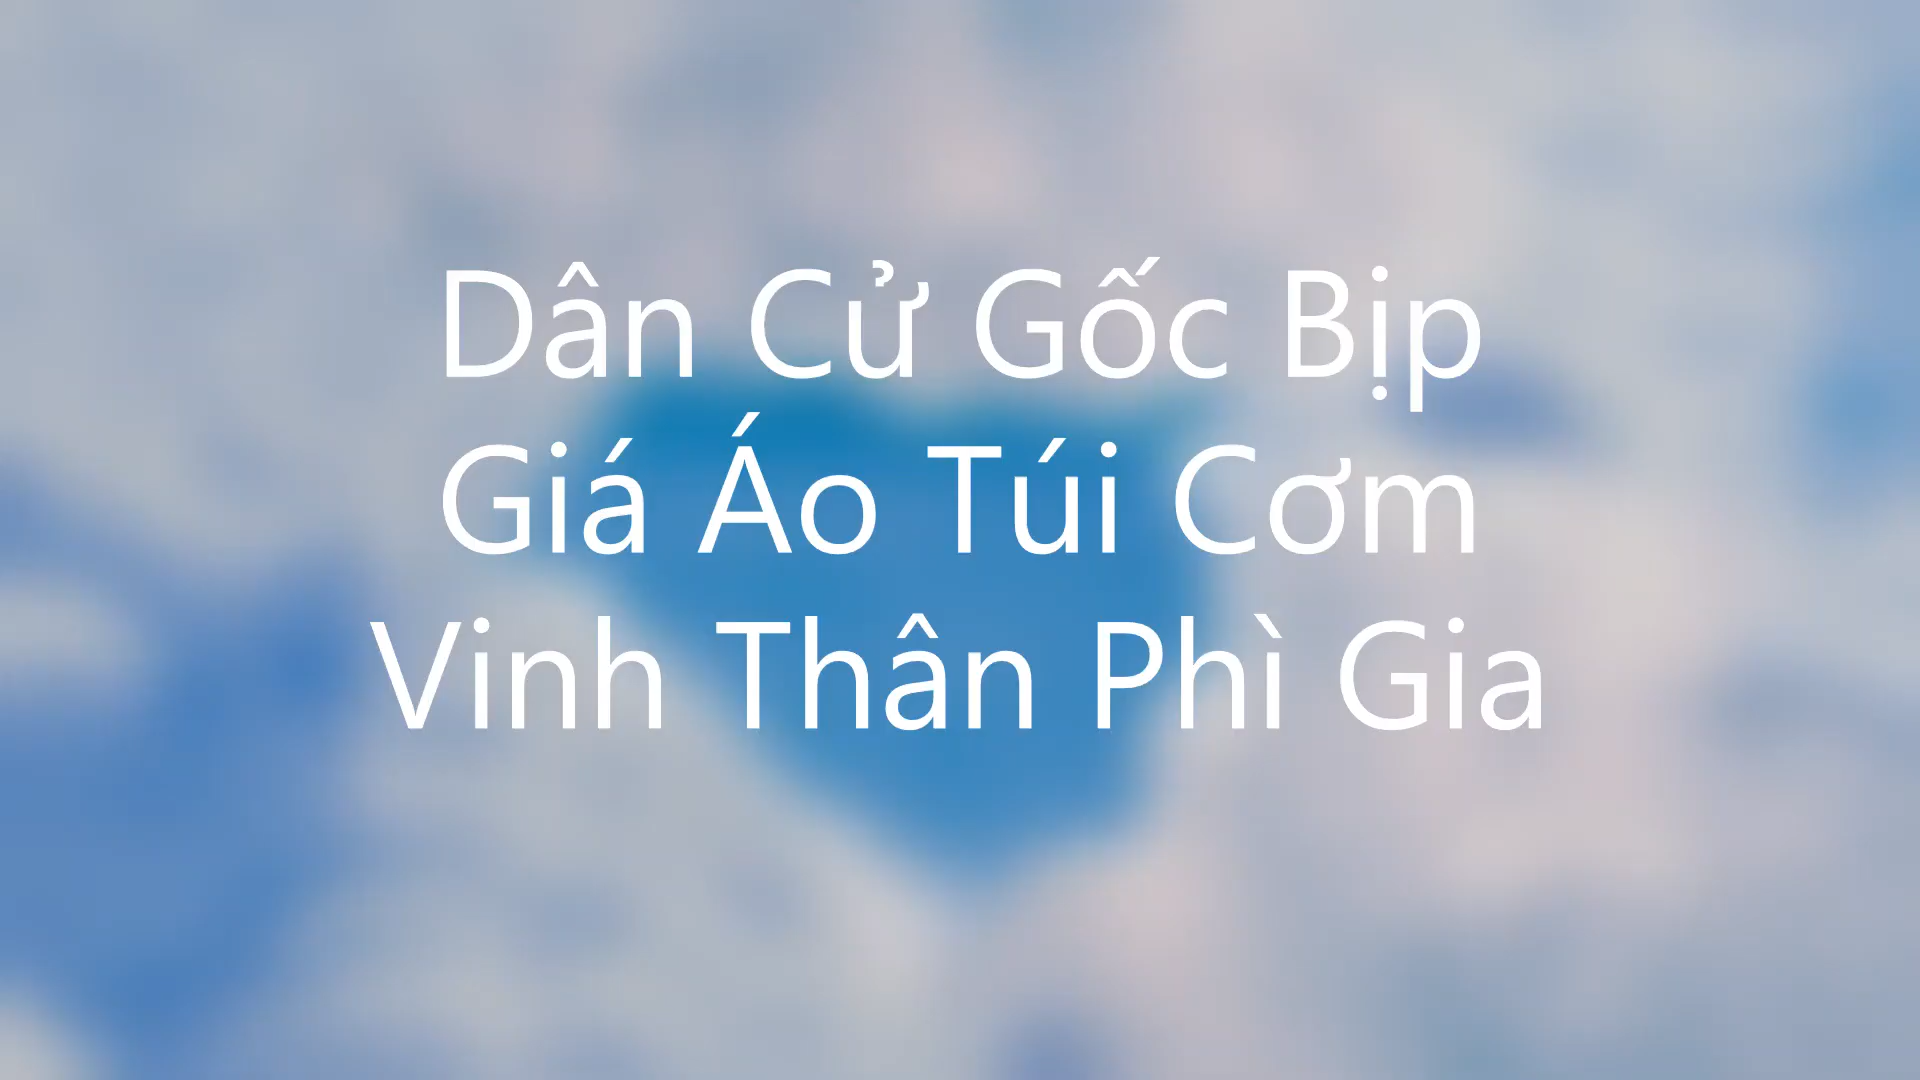 Dân Cử Gốc Bịp
Giá Áo Túi Cơm
Vinh Thân Phì Gia